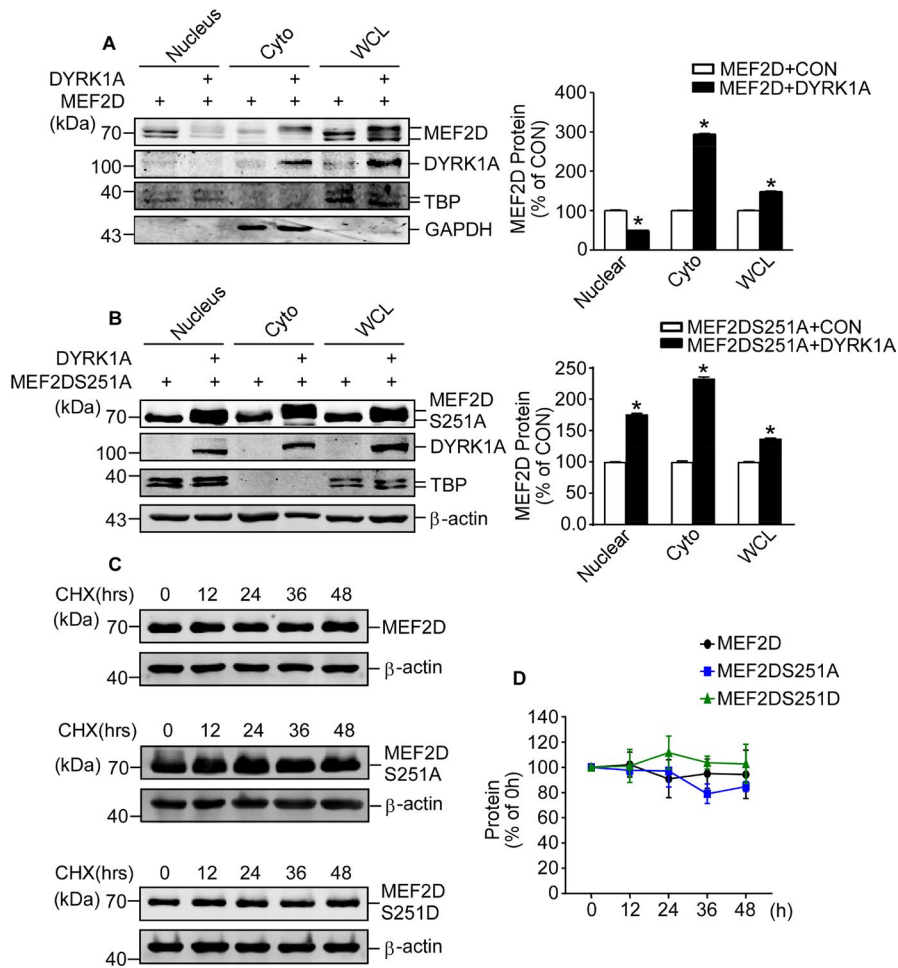 A
Nucleus Cyto WCL
DYRK1A + + +
MEF2D + + + + + +
(kDa)
70 MEF2D
100 DYRK1A
40 TBP
43 GAPDH
MEF2D+CON
MEF2D+DYRK1A
MEF2D Protein
(% of CON)
400
300
200
100
0
Nuclear Cyto WCL
* * *
B
Nucleus Cyto WCL
DYRK1A + + +
MEF2DS251A + + + + + +
(kDa)
70 MEF2D
S251A
100 DYRK1A
40 TBP
43 β-actin
MEF2DS251A+CON
MEF2DS251A+DYRK1A
MEF2D Protein
(% of CON)
250
200
150
100
50
0.0
Nuclear Cyto WCL
* * *
C
CHX(hrs) 0 12 24 36 48
(kDa)
70 MEF2D
40 β-actin
CHX(hrs) 0 12 24 36 48
(kDa) 70 MEF2D
S251A
40 β-actin
CHX(hrs) 0 12 24 36 48
(kDa) 70 MEF2D
S251D
40 β-actin
D
MEF2D
MEF2DS251A
MEF2DS251D
Protein
(% of 0h)
140
120
100
80
60
40
20
0
0 12 24 36 48 (h)